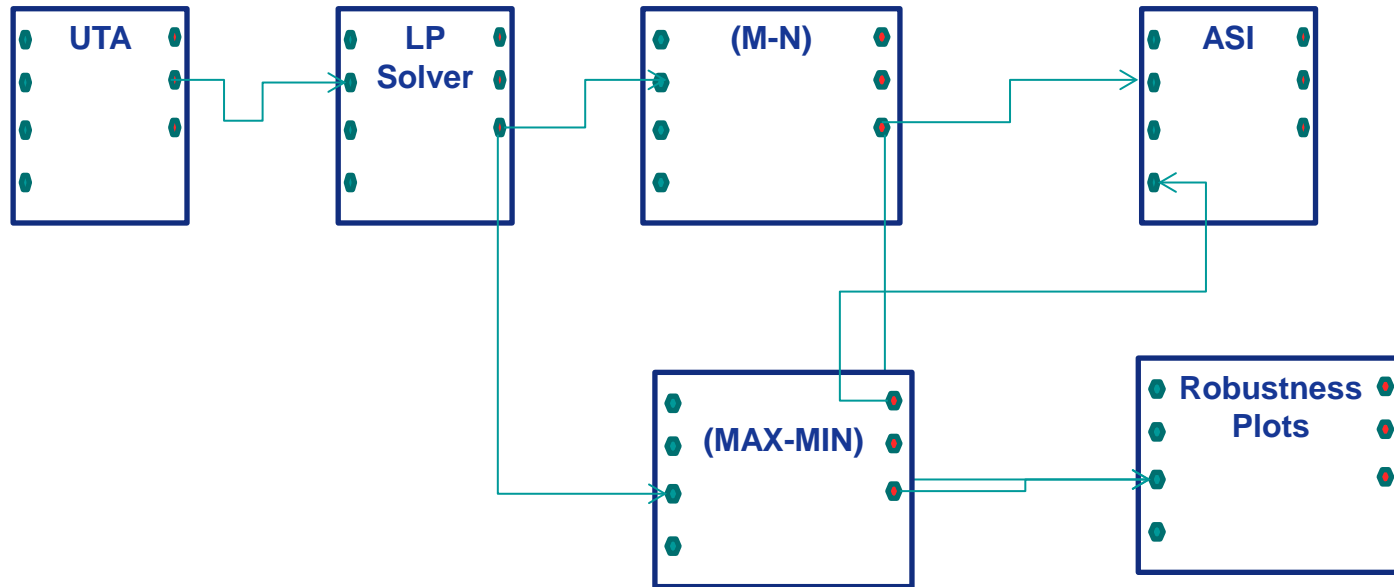 UTA
LP
Solver
(M-N)
ASI
(MAX-MIN)
Robustness
Plots